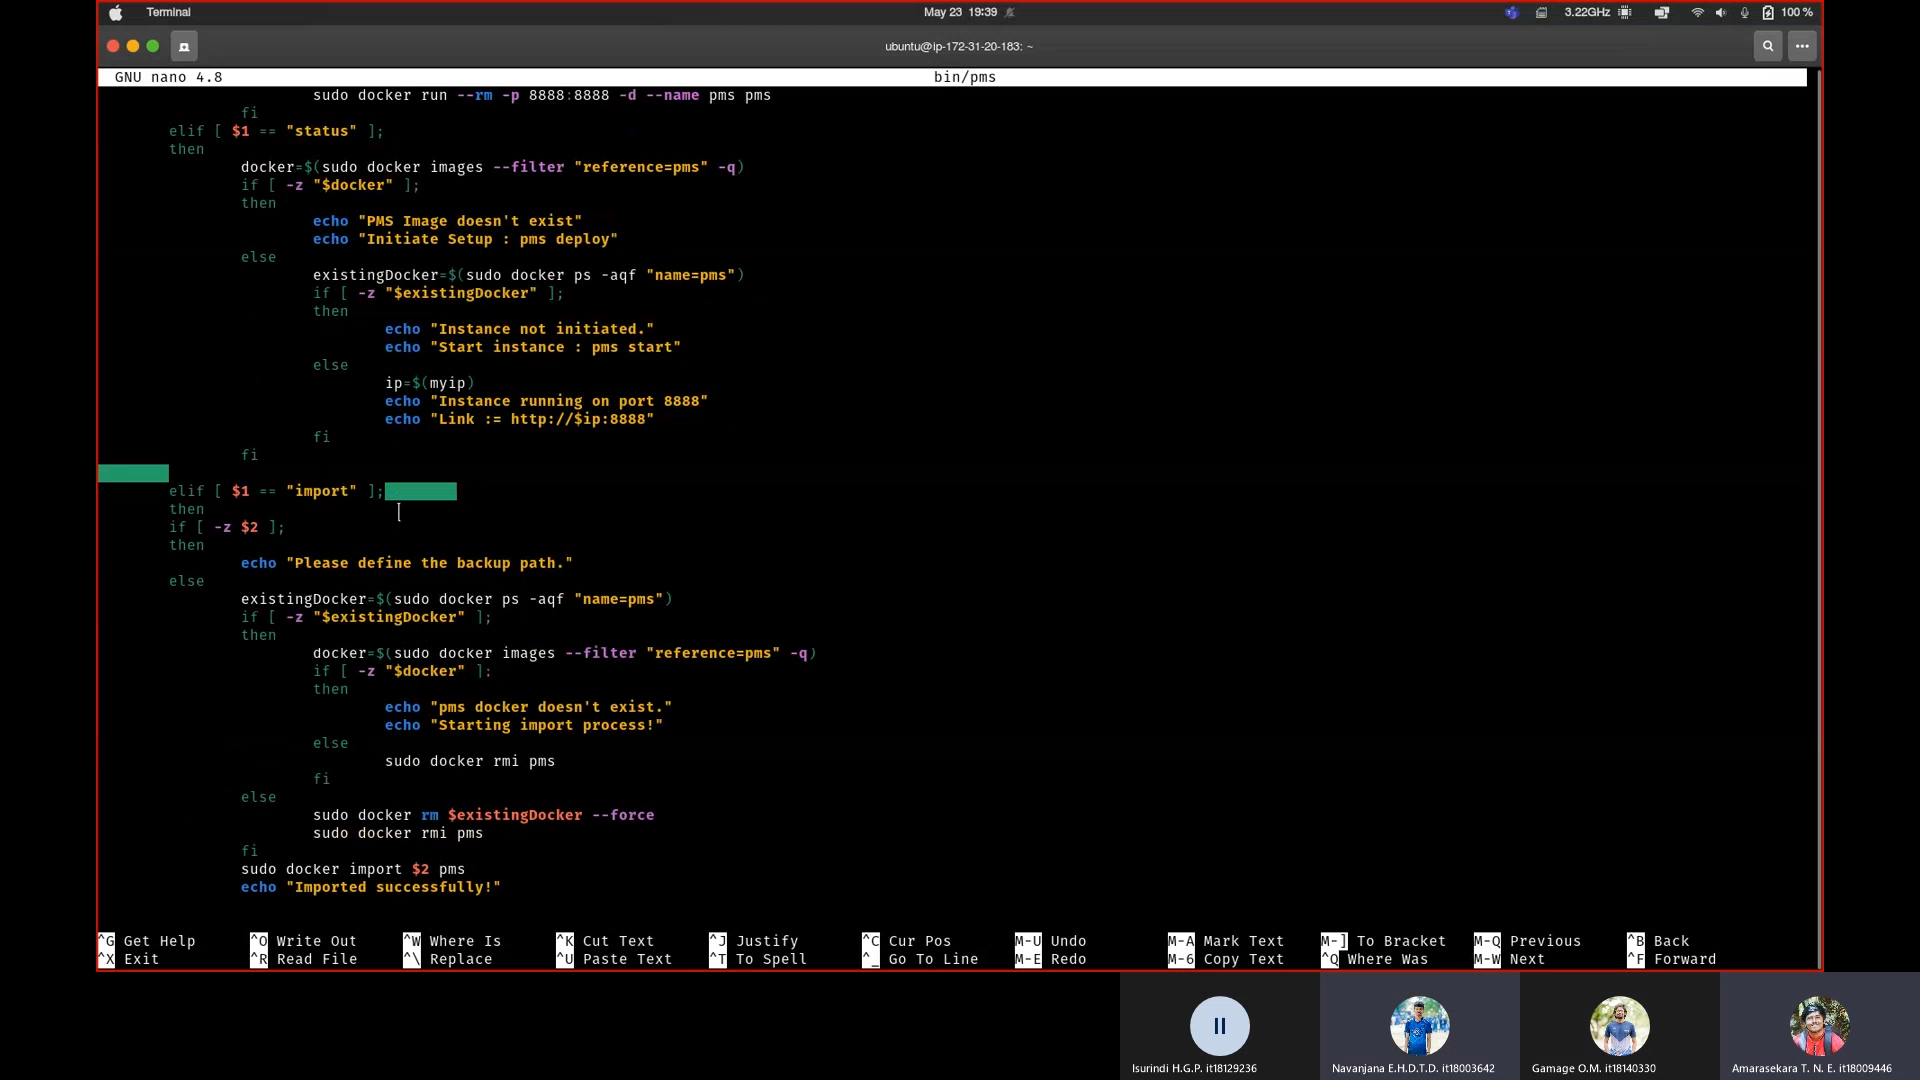 Terminal
May 23 19:39
3.22GHz
100 %
ubuntu@ip-172-31-20-183: ~
GNU nano 4.8 bin/pms
sudo docker run --rm -p 8888:8888 -d --name pms pms
fi
elif [ $1 == "status" ];
then
docker=$(sudo docker images --filter "reference=pms" -q)
if [ -z "$docker" ];
then
echo "PMS Image doesn't exist"
echo "Initiate Setup : pms deploy"
else
existingDocker=$(sudo docker ps -aqf "name=pms")
if [ -z "$existingDocker" ];
then
echo "Instance not initiated."
echo "Start instance : pms start"
else
ip=$(myip)
echo "Instance running on port 8888"
echo "Link := http://$ip:8888"
fi
fi
elif [ $1 == "import" ];
then
if [ -z $2 ];
then
echo "Please define the backup path."
else
existingDocker=$(sudo docker ps -aqf "name=pms")
if [ -z "$existingDocker" ];
then
docker=$(sudo docker images --filter "reference=pms" -q)
if [ -z "$docker" ];
then
echo "pms docker doesn't exist."
echo "Starting import process!"
else
sudo docker rmi pms
fi
else
sudo docker rm $existingDocker --force
sudo docker rmi pms
fi
sudo docker import $2 pms
echo "Imported successfully!"
^G Get Help ^O Write Out ^W Where Is ^K Cut Text ^J Justify ^C Cur Pos M-U Undo M-A Mark Text M-] To Bracket M-Q Previous ^B Back
^X Exit ^R Read File ^\ Replace ^U Paste Text ^T To Spell ^_ Go To Line M-E Redo M-6 Copy Text ^Q Where Was M-W Next ^F Forward
Isurindi H.G.P. it18129236
Navanjana E.H.D.T.D. it18003642
Gamage O.M. it18140330
Amarasekara T. N. E. it18009446